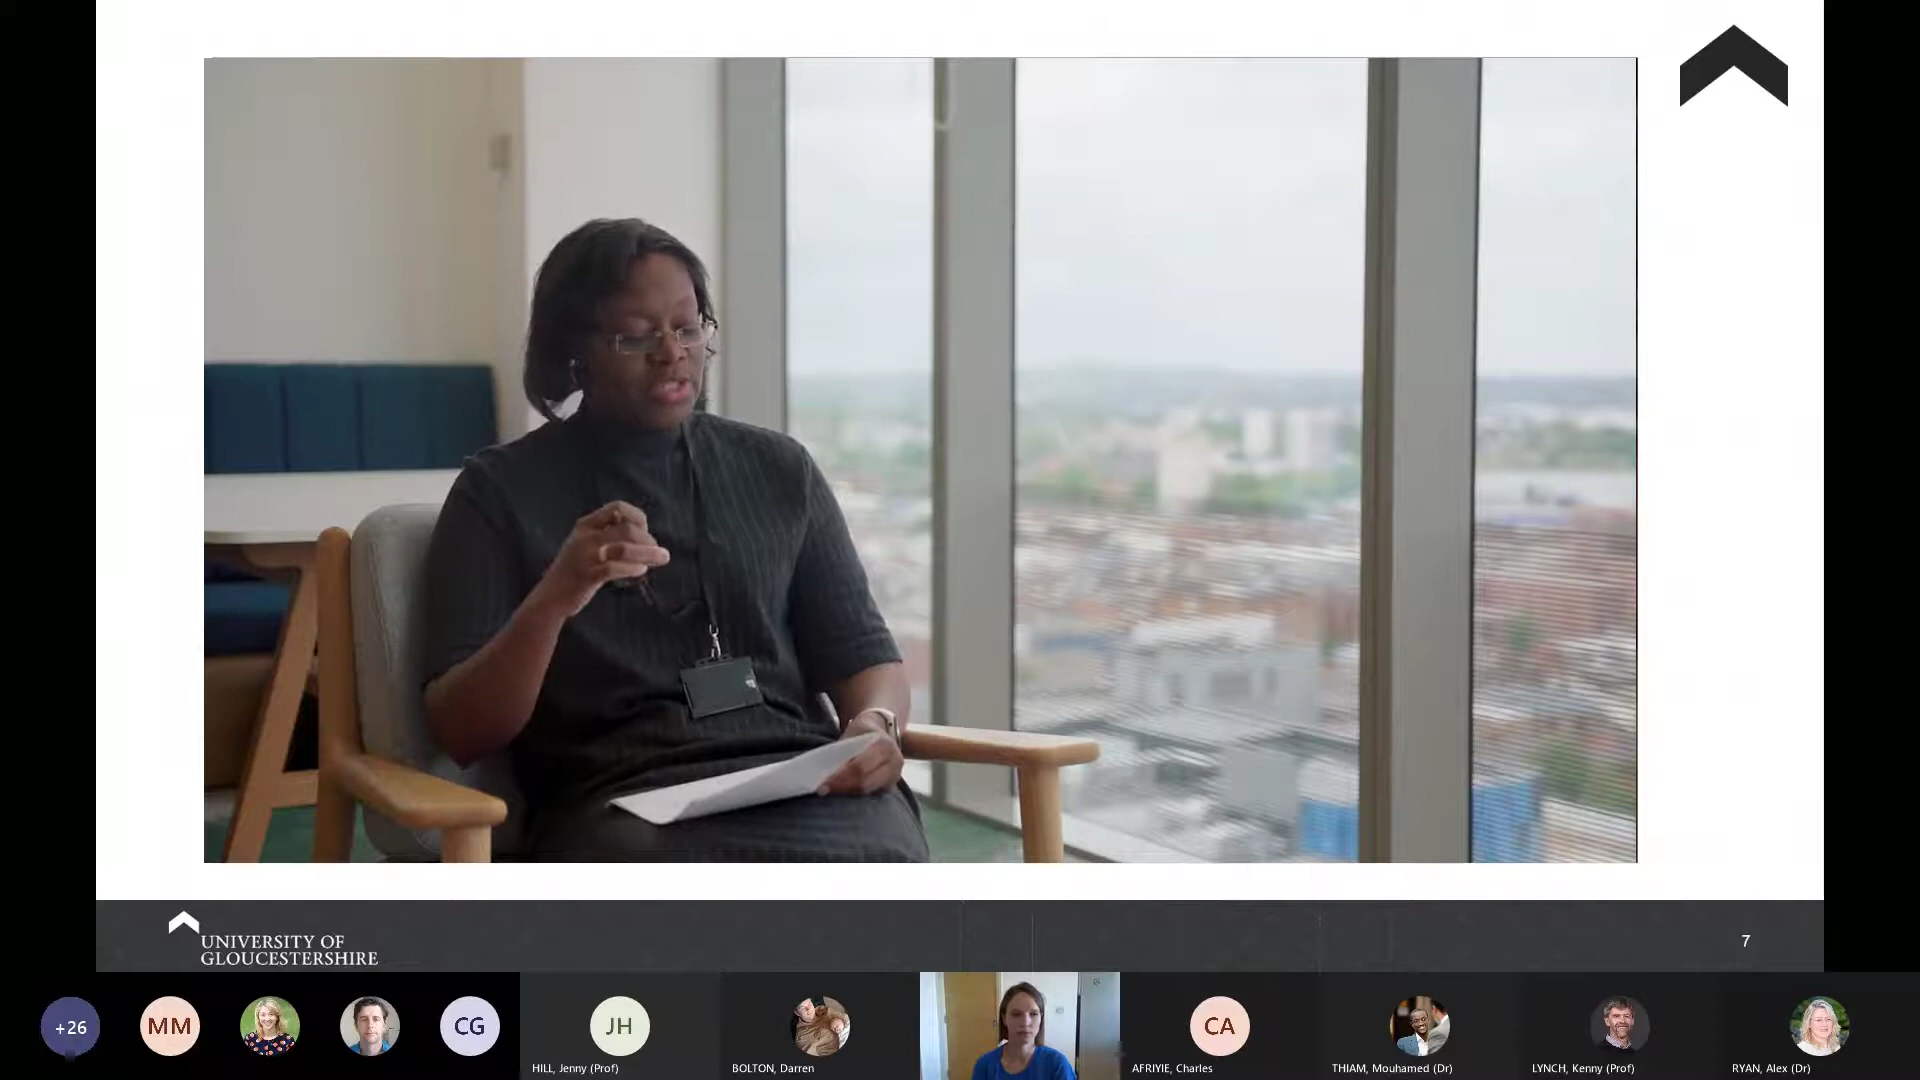 UNIVERSITY OF
GLOUCESTERSHIRE
7
+26
MM
CG
JH
CA
HILL, Jenny (Prof)
BOLTON, Darren
AFRIYIE, Charles
THIAM, Mouhamed (Dr)
LYNCH, Kenny (Prof)
RYAN, Alex (Dr)